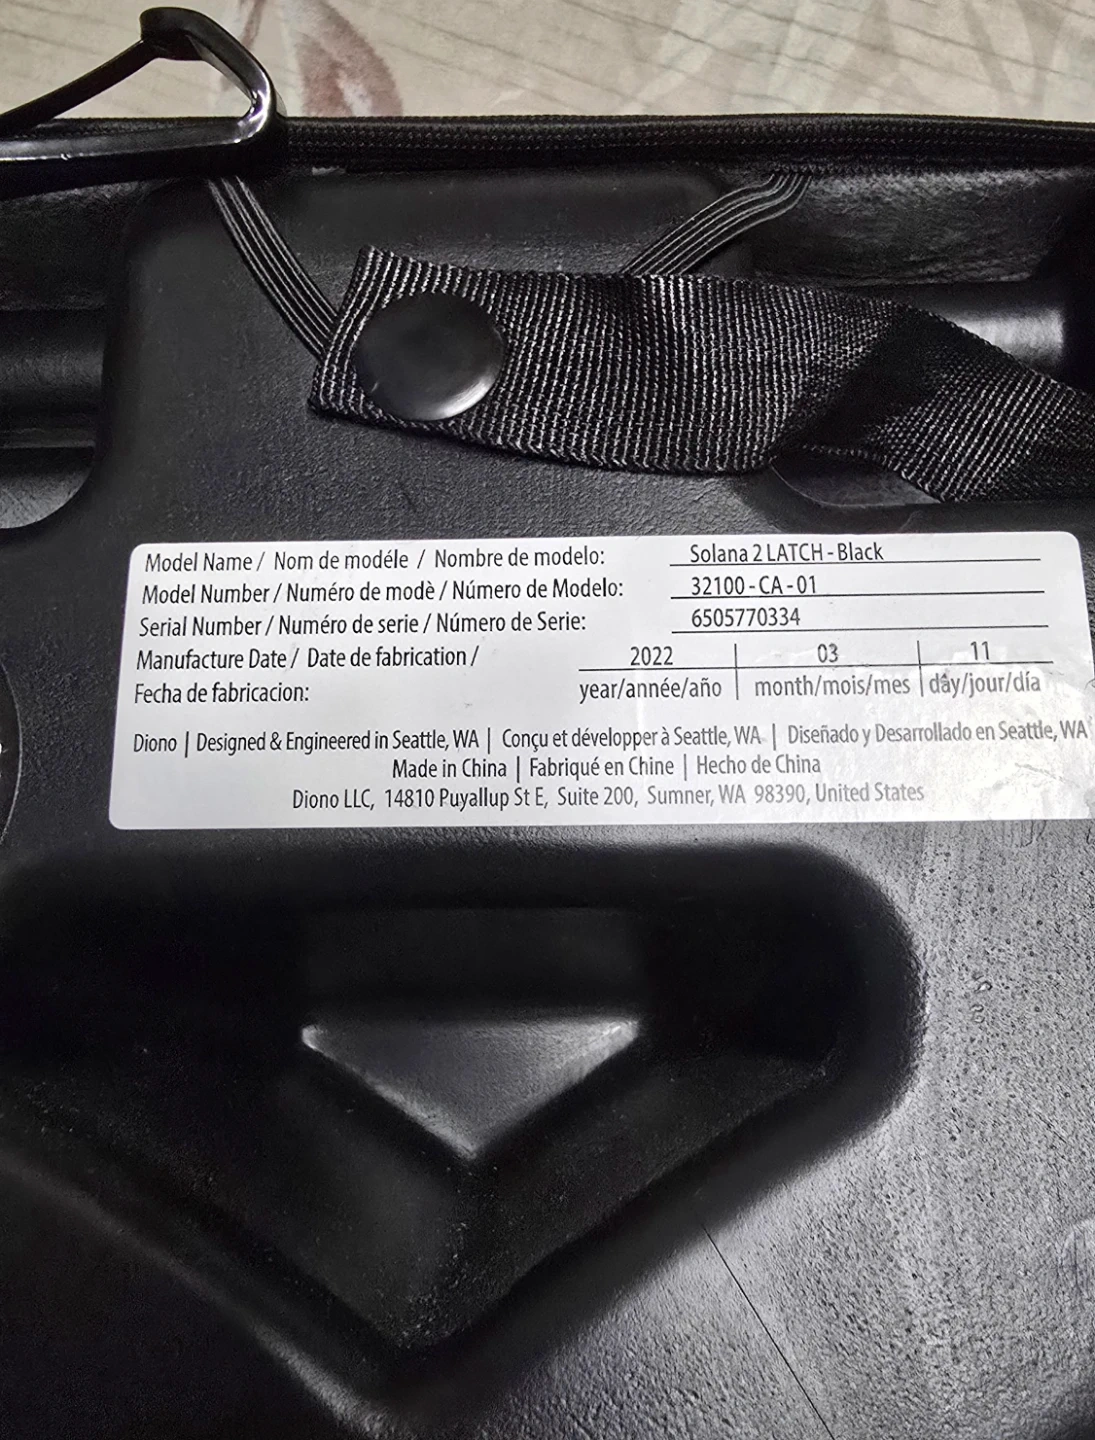 Model Name / Nom de modéle / Nombre de modelo: Solana 2 LATCH - Black
Model Number / Numéro de modè / Número de Modelo: 32100 - CA - 01
Serial Number / Numéro de serie / Número de Serie: 6505770334
Manufacture Date / Date de fabrication / 2022 | 03 | 11
Fecha de fabricacion: year/année/año | month/mois/mes | dây/jour/día
Diono | Designed & Engineered in Seattle, WA | Conçu et développer à Seattle, WA | Diseñado y Desarrollado en Seattle, WA
Made in China | Fabriqué en Chine | Hecho de China
Diono LLC, 14810 Puyallup St E, Suite 200, Sumner, WA 98390, United States